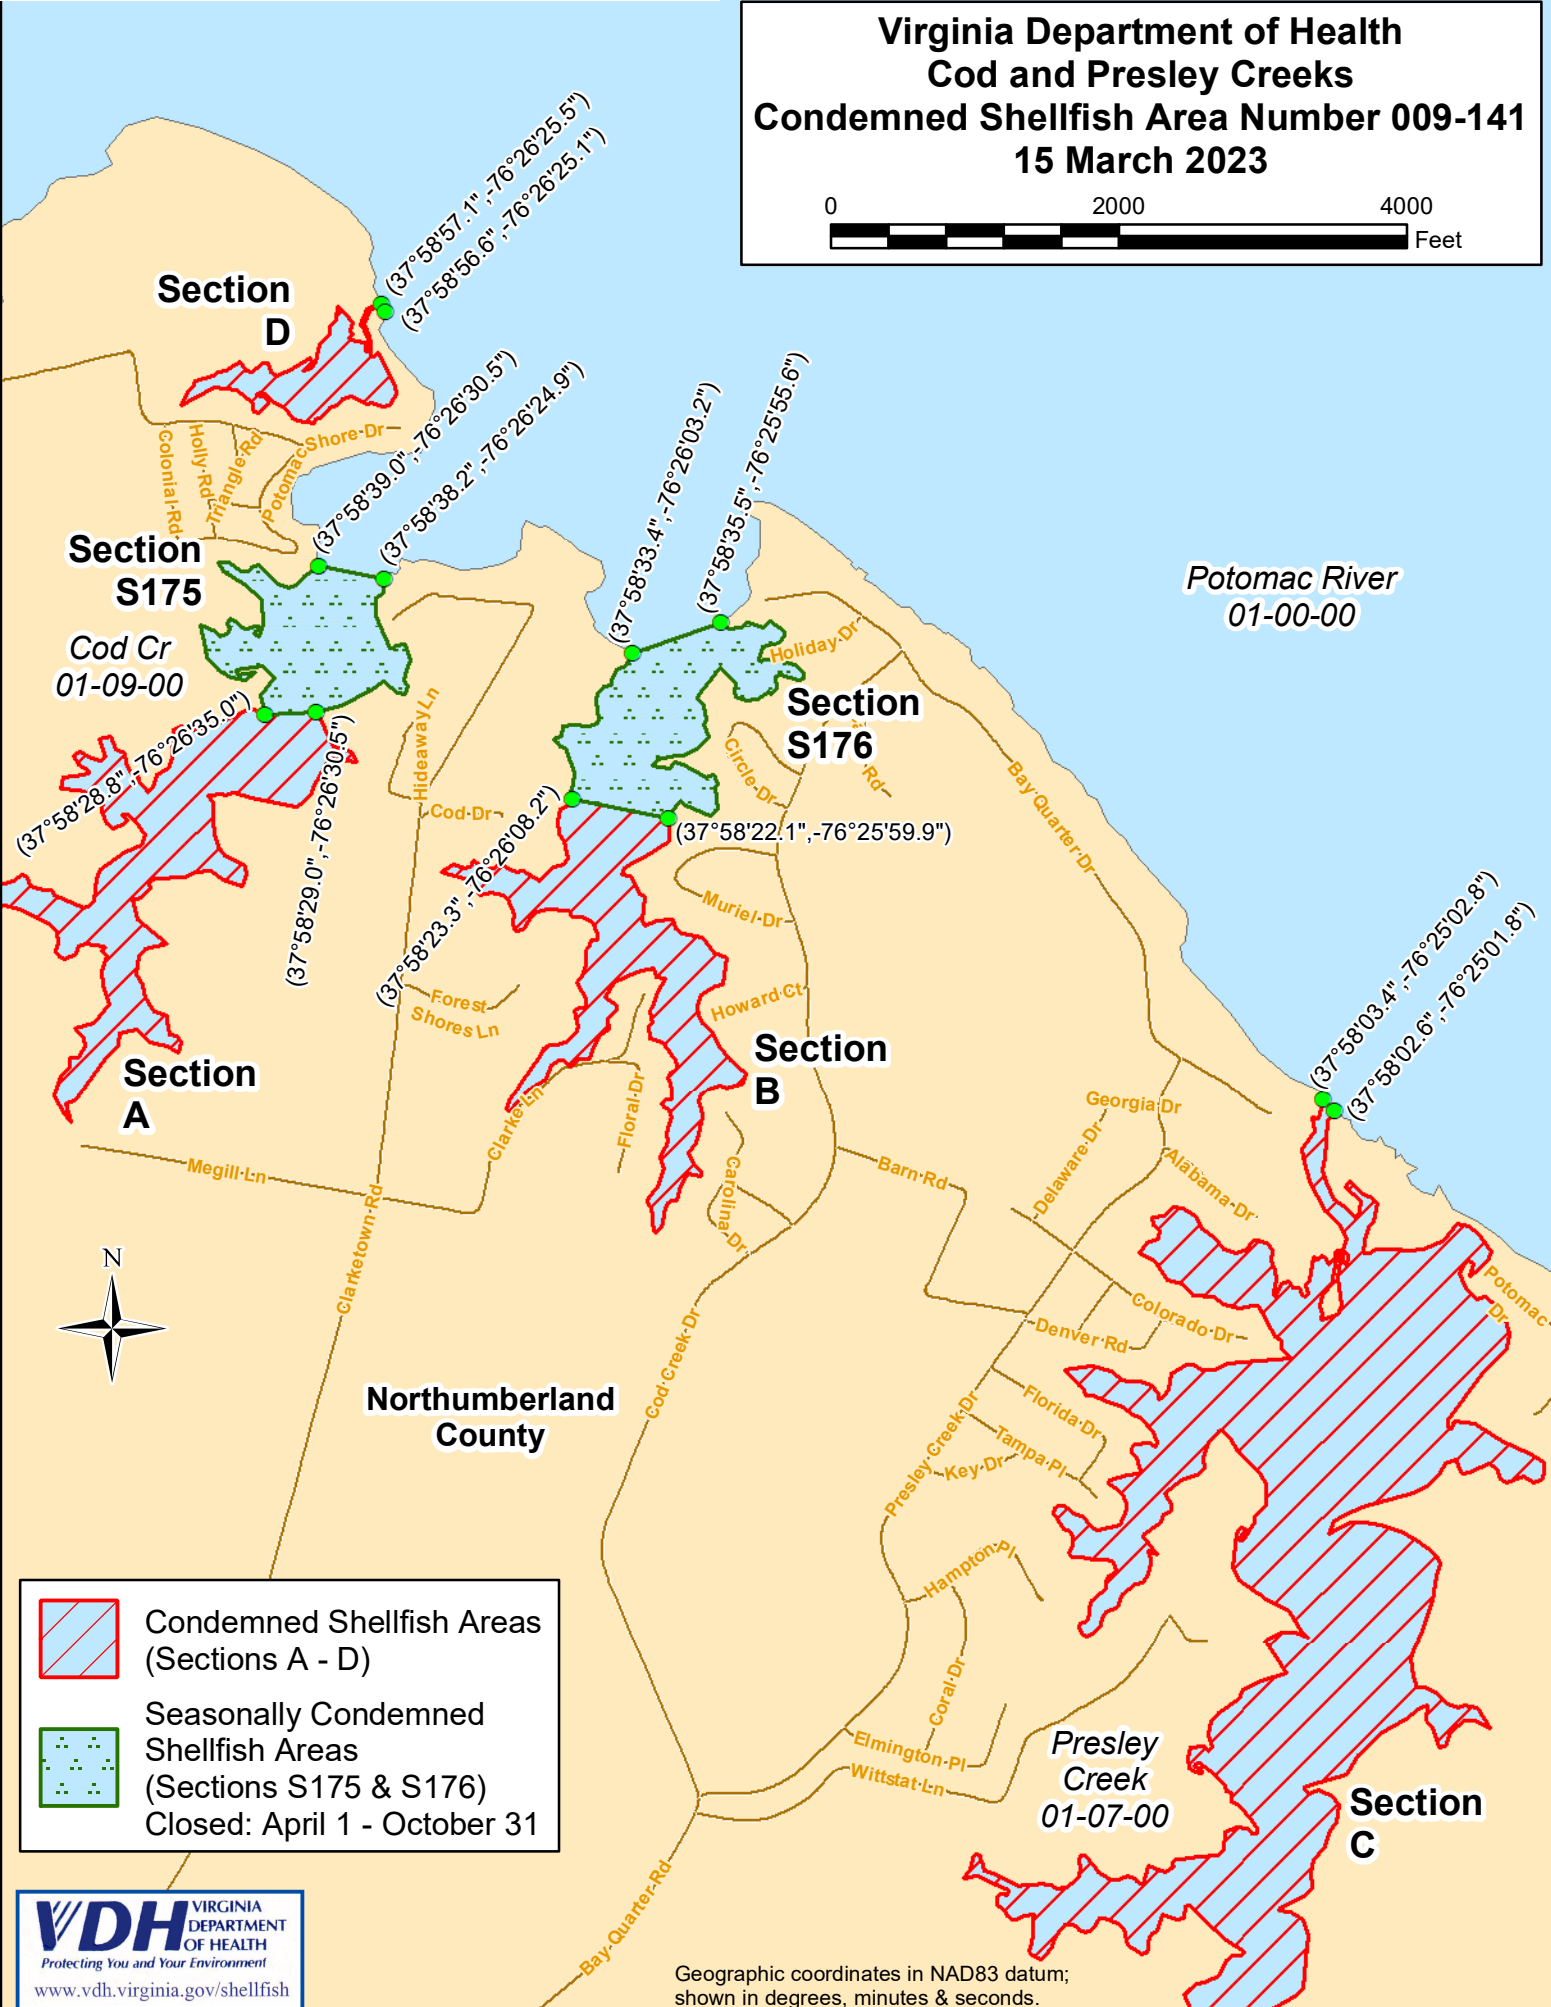 Virginia Department of Health
Cod and Presley Creeks
Condemned Shellfish Area Number 009-141
15 March 2023
0 2000 4000
Feet
(37°58'57.1",-76°26'25.5")
(37°58'56.6",-76°26'25.1")
Section
D
(37°58'39.0",-76°26'30.5")
(37°58'38.2",-76°26'24.9")
(37°58'33.4",-76°26'03.2")
(37°58'35.5",-76°25'55.6")
Colonial Rd
Holly Rd
Triangle Rd
Potomac Shore Dr
Section
S175
Cod Cr
01-09-00
Potomac River
01-00-00
Holiday Dr
Section
S176
Rd
Circle Dr
Hideaway Ln
Cod Dr
Bay Quarter Dr
(37°58'28.8",-76°26'35.0")
(37°58'29.0",-76°26'30.5")
(37°58'23.3",-76°26'08.2")
(37°58'22.1",-76°25'59.9")
Muriel Dr
Howard Ct
Forest
Shores Ln
(37°58'03.4",-76°25'02.8")
(37°58'02.6",-76°25'01.8")
Section
A
Section
B
Clarke Ln
Floral Dr
Georgia Dr
Delaware Dr
Alabama Dr
Megill Ln
Clarketown Rd
Carolina Dr
Barn Rd
N
Potomac
Dr
Colorado Dr
Denver Rd
Cod Creek Dr
Northumberland
County
Florida Dr
Tampa Pl
Key Dr
Presley Creek Dr
Hampton Pl
Coral Dr
Elmington Pl
Wittstat Ln
Presley
Creek
01-07-00
Section
C
Bay Quarter Rd
Condemned Shellfish Areas
(Sections A - D)
Seasonally Condemned
Shellfish Areas
(Sections S175 & S176)
Closed: April 1 - October 31
VDH
VIRGINIA
DEPARTMENT
OF HEALTH
Protecting You and Your Environment
www.vdh.virginia.gov/shellfish
Geographic coordinates in NAD83 datum;
shown in degrees, minutes & seconds.